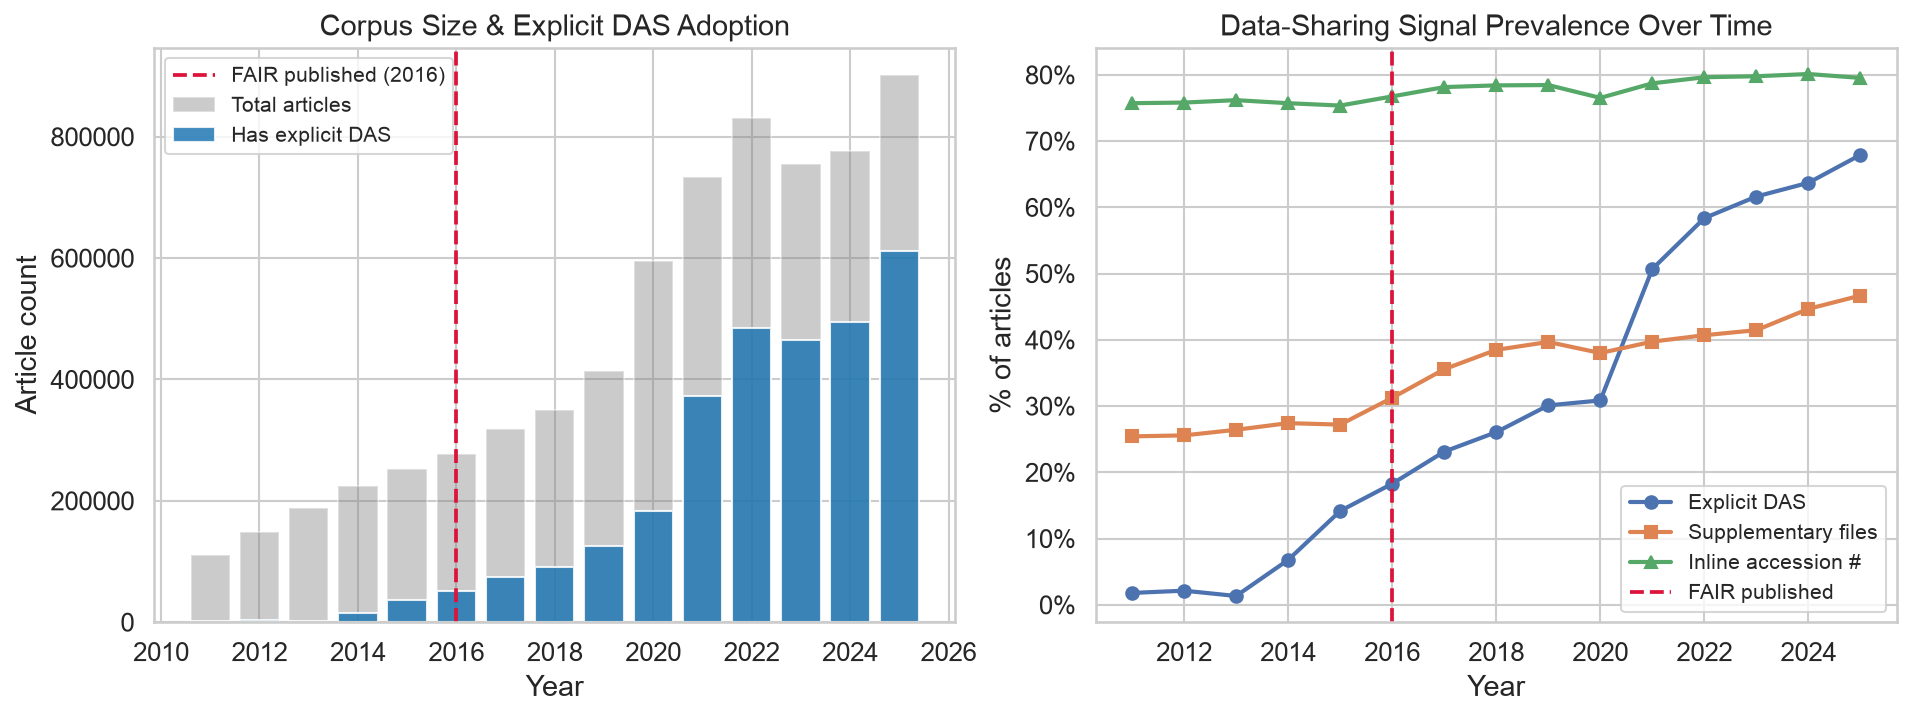 Corpus Size & Explicit DAS Adoption
FAIR published (2016)
Total articles
Has explicit DAS
800000
600000
400000
200000
0
Article count
2010 2012 2014 2016 2018 2020 2022 2024 2026
Year
Data-Sharing Signal Prevalence Over Time
80%
70%
60%
50%
40%
30%
20%
10%
0%
% of articles
Explicit DAS
Supplementary files
Inline accession #
FAIR published
2012 2014 2016 2018 2020 2022 2024
Year